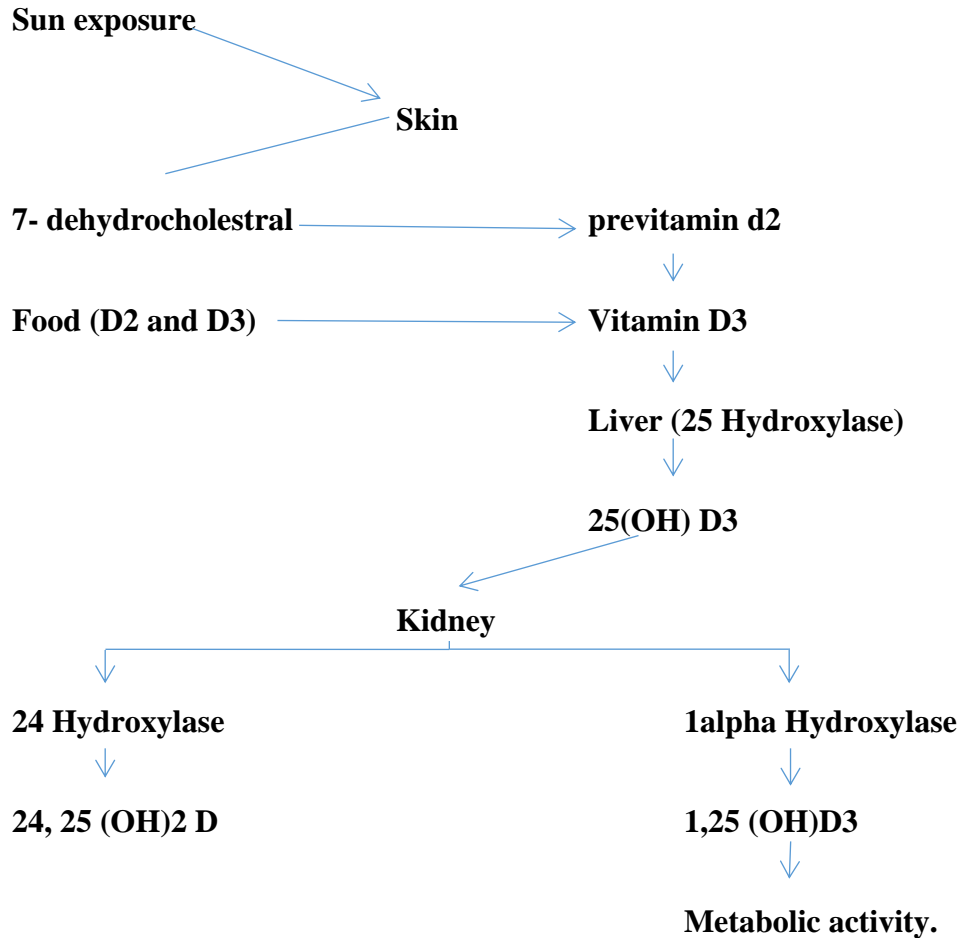 Sun exposure
Skin
7- dehydrocholestral
previtamin d2
Food (D2 and D3)
Vitamin D3
Liver (25 Hydroxylase)
25(OH) D3
Kidney
24 Hydroxylase
1alpha Hydroxylase
24, 25 (OH)2 D
1,25 (OH)D3
Metabolic activity.